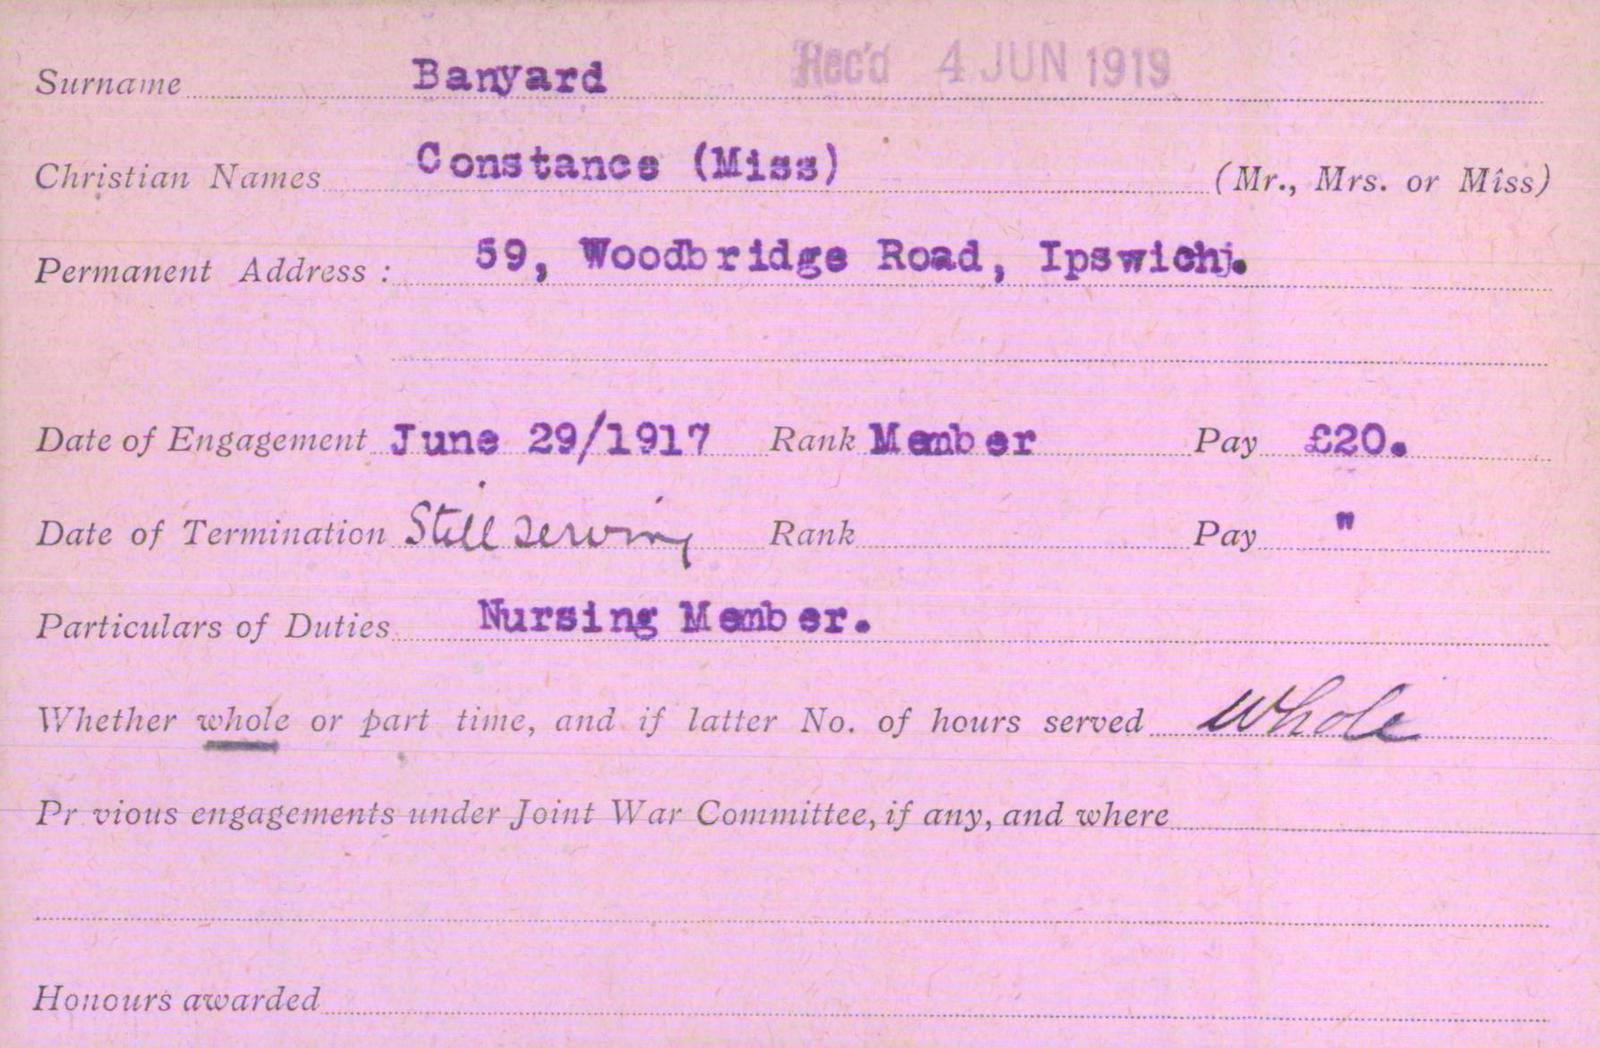 Surname Banyard Rec'd 4 JUN 1919
Christian Names Constance (Miss) (Mr., Mrs. or Miss)
Permanent Address : 59, Woodbridge Road, Ipswich.
Date of Engagement June 29/1917 Rank Member Pay £20.
Date of Termination Still serving Rank Pay "
Particulars of Duties Nursing Member.
Whether whole or part time, and if latter No. of hours served Whole
Pr vious engagements under Joint War Committee, if any, and where
Honours awarded